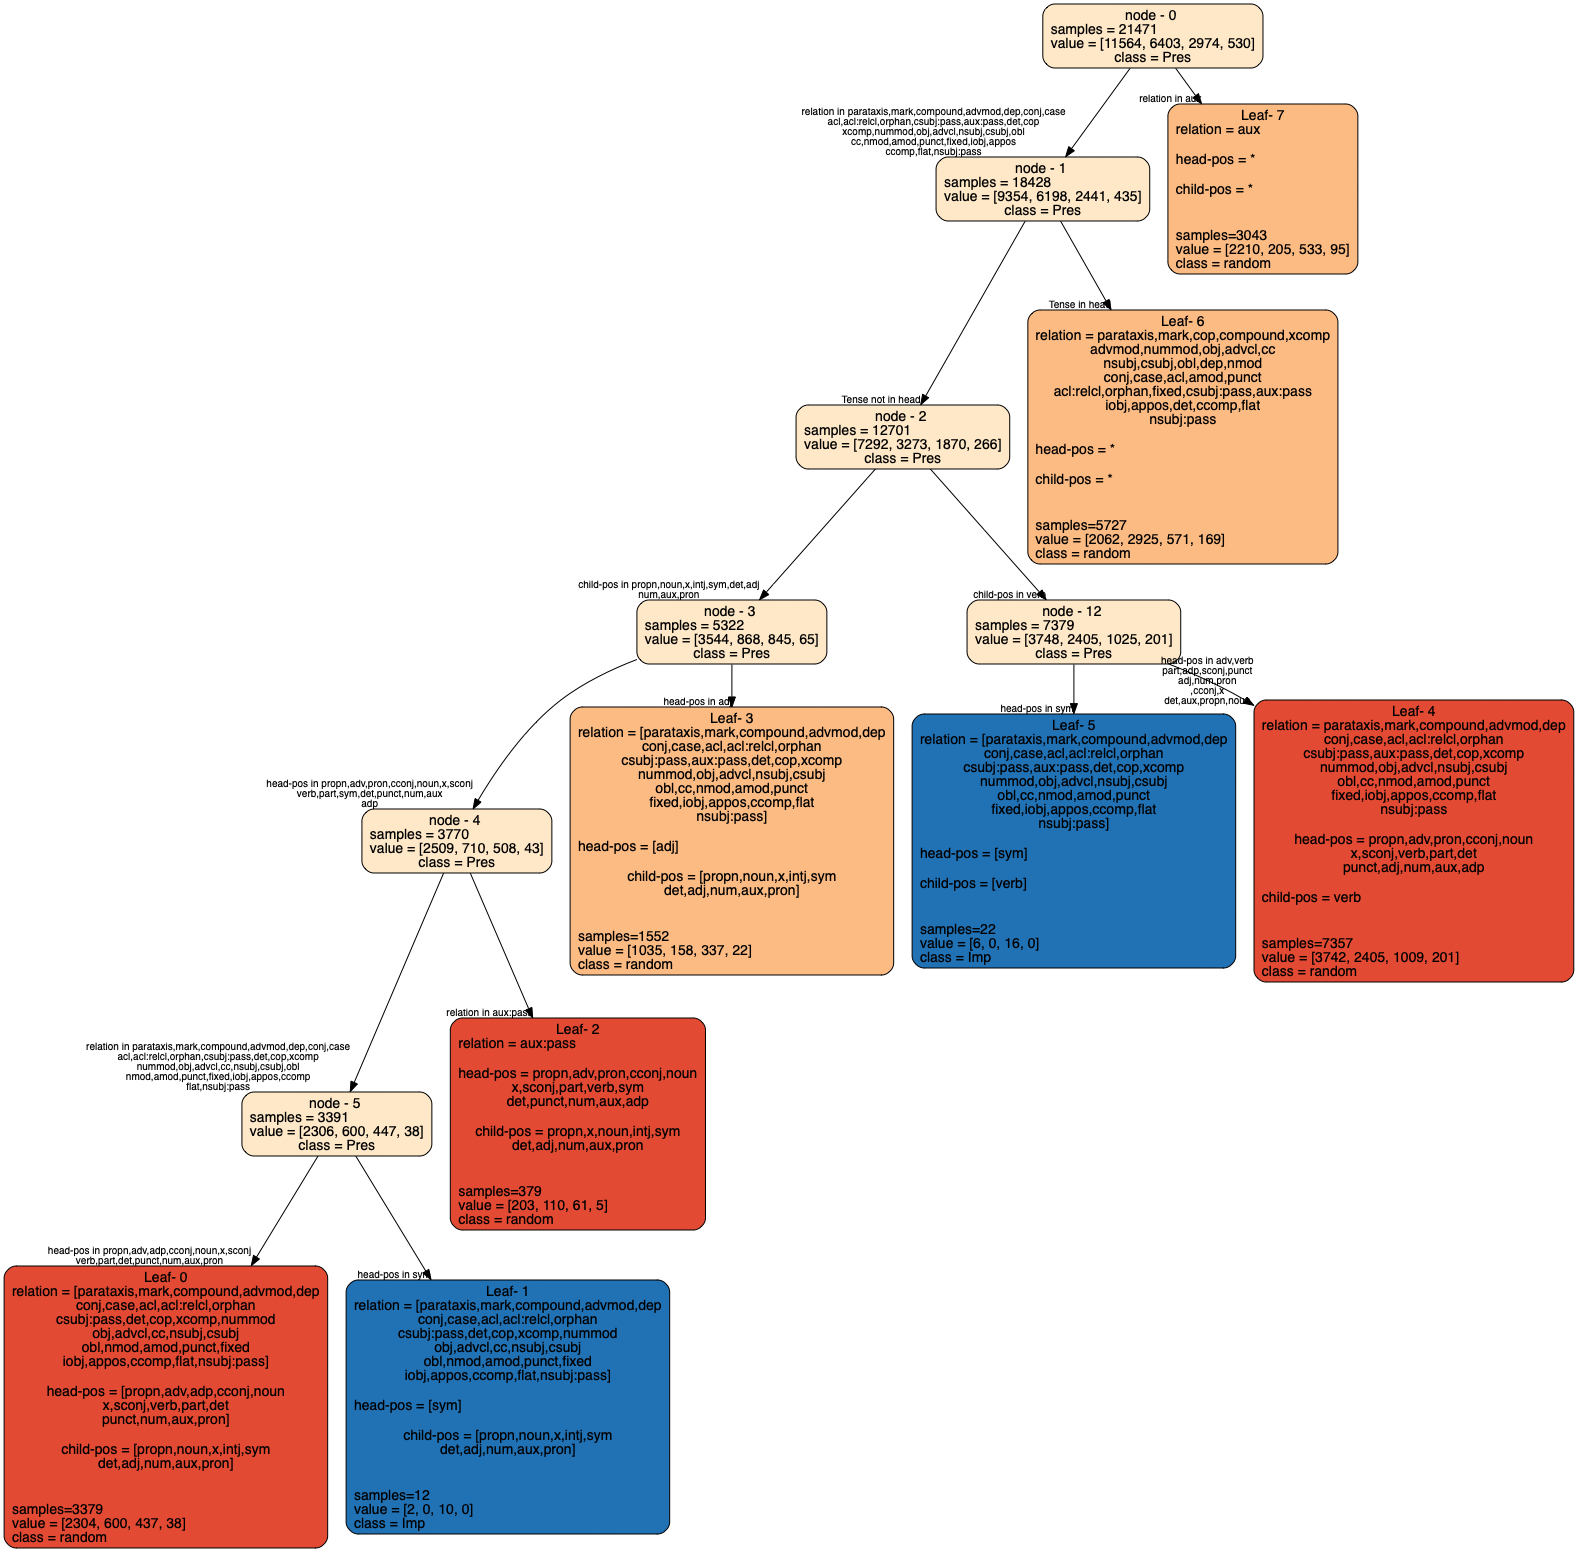 node - 0
samples = 21471
value = [11564, 6403, 2974, 530]
class = Pres
relation in parataxis,mark,compound,advmod,dep,conj,case
acl,acl:relcl,orphan,csubj:pass,aux:pass,det,cop
xcomp,nummod,obj,advcl,nsubj,csubj,obl
cc,nmod,amod,punct,fixed,iobj,appos
ccomp,flat,nsubj:pass
relation in aux
Leaf- 7
relation = aux
head-pos = *
child-pos = *
samples=3043
value = [2210, 205, 533, 95]
class = random
node - 1
samples = 18428
value = [9354, 6198, 2441, 435]
class = Pres
Tense in head
Leaf- 6
relation = parataxis,mark,cop,compound,xcomp
advmod,nummod,obj,advcl,cc
nsubj,csubj,obl,dep,nmod
conj,case,acl,amod,punct
acl:relcl,orphan,fixed,csubj:pass,aux:pass
iobj,appos,det,ccomp,flat
nsubj:pass
head-pos = *
child-pos = *
samples=5727
value = [2062, 2925, 571, 169]
class = random
Tense not in head
node - 2
samples = 12701
value = [7292, 3273, 1870, 266]
class = Pres
child-pos in propn,noun,x,intj,sym,det,adj
num,aux,pron
node - 3
samples = 5322
value = [3544, 868, 845, 65]
class = Pres
child-pos in verb
node - 12
samples = 7379
value = [3748, 2405, 1025, 201]
class = Pres
head-pos in adj
Leaf- 3
relation = [parataxis,mark,compound,advmod,dep
conj,case,acl,acl:relcl,orphan
csubj:pass,aux:pass,det,cop,xcomp
nummod,obj,advcl,nsubj,csubj
obl,cc,nmod,amod,punct
fixed,iobj,appos,ccomp,flat
nsubj:pass]
head-pos = [adj]
child-pos = [propn,noun,x,intj,sym
det,adj,num,aux,pron]
samples=1552
value = [1035, 158, 337, 22]
class = random
head-pos in sym
Leaf- 5
relation = [parataxis,mark,compound,advmod,dep
conj,case,acl,acl:relcl,orphan
csubj:pass,aux:pass,det,cop,xcomp
nummod,obj,advcl,nsubj,csubj
obl,cc,nmod,amod,punct
fixed,iobj,appos,ccomp,flat
nsubj:pass]
head-pos = [sym]
child-pos = [verb]
samples=22
value = [6, 0, 16, 0]
class = Imp
head-pos in adv,verb
part,adp,sconj,punct
adj,num,pron
,cconj,x
det,aux,propn,noun
Leaf- 4
relation = parataxis,mark,compound,advmod,dep
conj,case,acl,acl:relcl,orphan
csubj:pass,aux:pass,det,cop,xcomp
nummod,obj,advcl,nsubj,csubj
obl,cc,nmod,amod,punct
fixed,iobj,appos,ccomp,flat
nsubj:pass
head-pos = propn,adv,pron,cconj,noun
x,sconj,verb,part,det
punct,adj,num,aux,adp
child-pos = verb
samples=7357
value = [3742, 2405, 1009, 201]
class = random
head-pos in propn,adv,pron,cconj,noun,x,sconj
verb,part,sym,det,punct,num,aux
adp
node - 4
samples = 3770
value = [2509, 710, 508, 43]
class = Pres
relation in aux:pass
Leaf- 2
relation = aux:pass
head-pos = propn,adv,pron,cconj,noun
x,sconj,part,verb,sym
det,punct,num,aux,adp
child-pos = propn,x,noun,intj,sym
det,adj,num,aux,pron
samples=379
value = [203, 110, 61, 5]
class = random
relation in parataxis,mark,compound,advmod,dep,conj,case
acl,acl:relcl,orphan,csubj:pass,det,cop,xcomp
nummod,obj,advcl,cc,nsubj,csubj,obl
nmod,amod,punct,fixed,iobj,appos,ccomp
flat,nsubj:pass
node - 5
samples = 3391
value = [2306, 600, 447, 38]
class = Pres
head-pos in propn,adv,adp,cconj,noun,x,sconj
verb,part,det,punct,num,aux,pron
Leaf- 0
relation = [parataxis,mark,compound,advmod,dep
conj,case,acl,acl:relcl,orphan
csubj:pass,det,cop,xcomp,nummod
obj,advcl,cc,nsubj,csubj
obl,nmod,amod,punct,fixed
iobj,appos,ccomp,flat,nsubj:pass]
head-pos = [propn,adv,adp,cconj,noun
x,sconj,verb,part,det
punct,num,aux,pron]
child-pos = [propn,noun,x,intj,sym
det,adj,num,aux,pron]
samples=3379
value = [2304, 600, 437, 38]
class = random
head-pos in sym
Leaf- 1
relation = [parataxis,mark,compound,advmod,dep
conj,case,acl,acl:relcl,orphan
csubj:pass,det,cop,xcomp,nummod
obj,advcl,cc,nsubj,csubj
obl,nmod,amod,punct,fixed
iobj,appos,ccomp,flat,nsubj:pass]
head-pos = [sym]
child-pos = [propn,noun,x,intj,sym
det,adj,num,aux,pron]
samples=12
value = [2, 0, 10, 0]
class = Imp